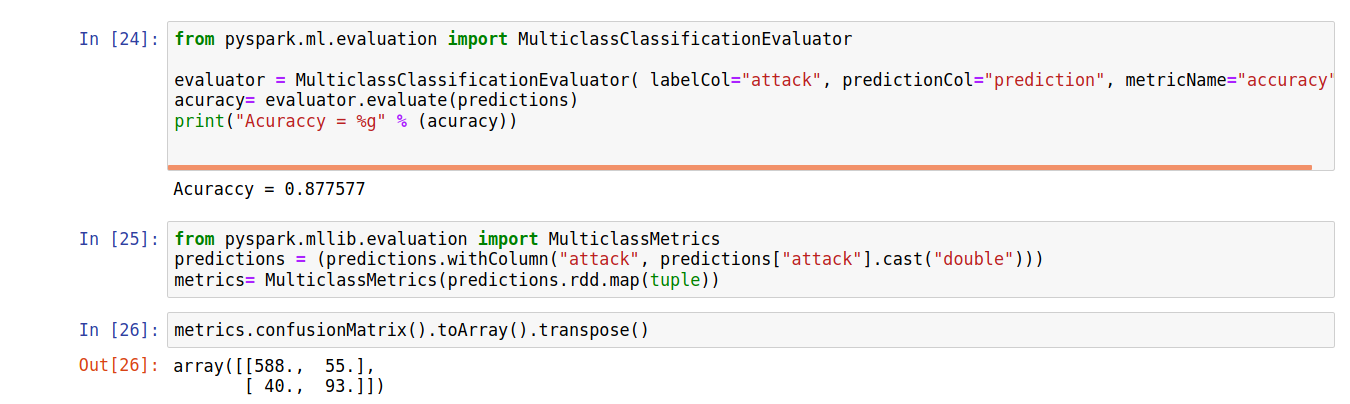 In [24]: from pyspark.ml.evaluation import MulticlassClassificationEvaluator
evaluator = MulticlassClassificationEvaluator( labelCol="attack", predictionCol="prediction", metricName="accuracy"
acuracy= evaluator.evaluate(predictions)
print("Acuraccy = %g" % (acuracy))
Acuraccy = 0.877577
In [25]: from pyspark.mllib.evaluation import MulticlassMetrics
predictions = (predictions.withColumn("attack", predictions["attack"].cast("double")))
metrics= MulticlassMetrics(predictions.rdd.map(tuple))
In [26]: metrics.confusionMatrix().toArray().transpose()
Out[26]: array([[588.,  55.],
       [ 40.,  93.]])